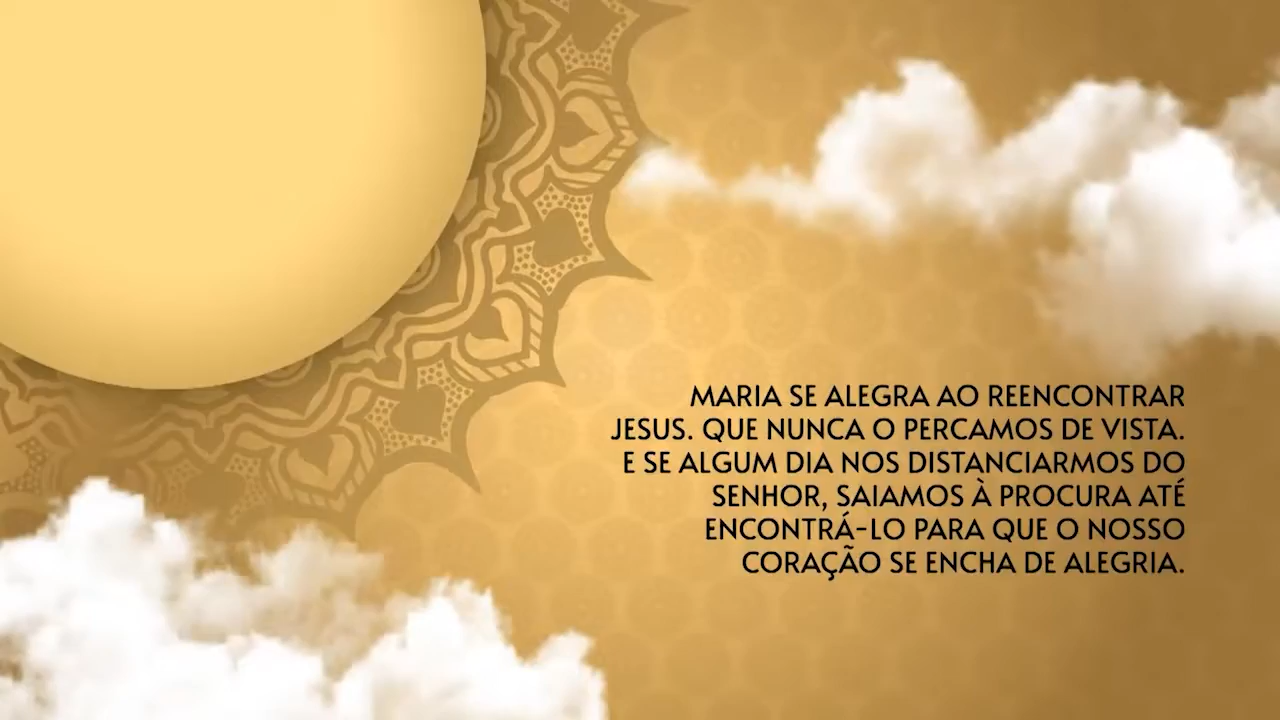 MARIA SE ALEGRA AO REENCONTRAR
JESUS. QUE NUNCA O PERCAMOS DE VISTA.
E SE ALGUM DIA NOS DISTANCIARMOS DO
SENHOR, SAIAMOS À PROCURA ATÉ
ENCONTRÁ-LO PARA QUE O NOSSO
CORAÇÃO SE ENCHA DE ALEGRIA.